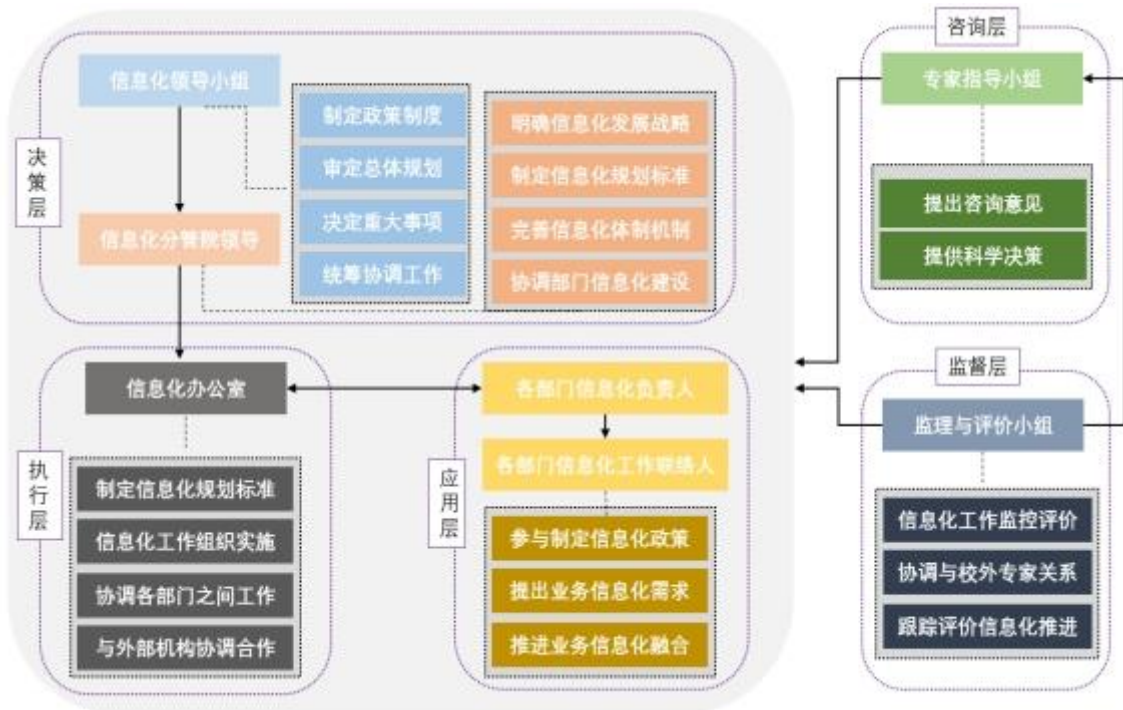 决策层
信息化领导小组
信息化分管院领导
制定政策制度
审定总体规划
决定重大事项
统筹协调工作
明确信息化发展战略
制定信息化规划标准
完善信息化体制机制
协调部门信息化建设
咨询层
专家指导小组
提出咨询意见
提供科学决策
执行层
信息化办公室
制定信息化规划标准
信息化工作组织实施
协调各部门之间工作
与外部机构协调合作
应用层
各部门信息化负责人
各部门信息化工作联络人
参与制定信息化政策
提出业务信息化需求
推进业务信息化融合
监督层
监理与评价小组
信息化工作监控评价
协调与校外专家关系
跟踪评价信息化推进